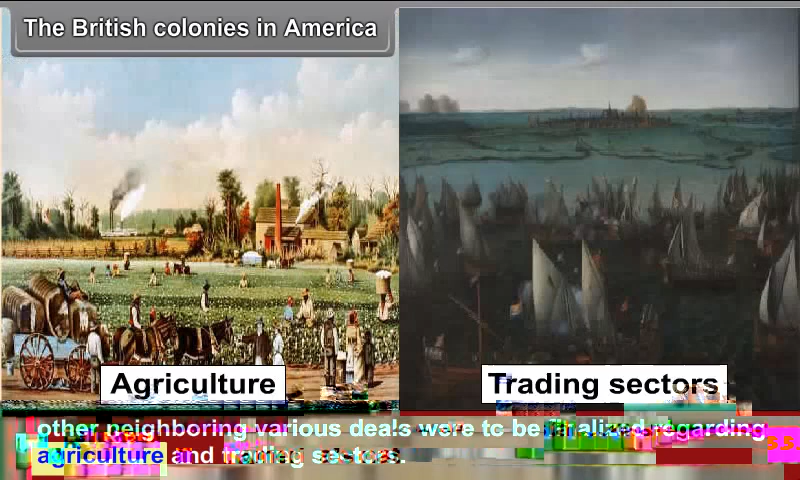 The British colonies in America
Agriculture
Trading sectors
other neighboring various deals were to be finalized regarding
agriculture and trading sectors.